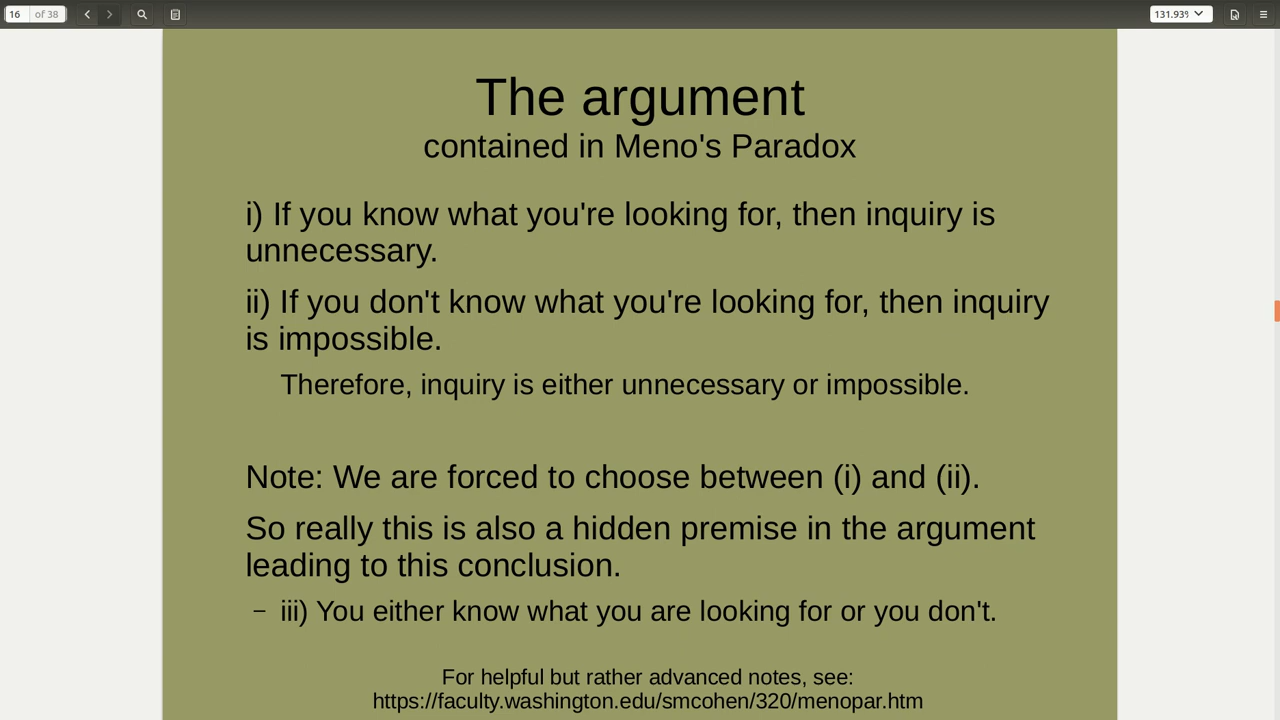 16 of 38
131.93%
The argument
contained in Meno's Paradox
i) If you know what you're looking for, then inquiry is
unnecessary.
ii) If you don't know what you're looking for, then inquiry
is impossible.
Therefore, inquiry is either unnecessary or impossible.
Note: We are forced to choose between (i) and (ii).
So really this is also a hidden premise in the argument
leading to this conclusion.
– iii) You either know what you are looking for or you don't.
For helpful but rather advanced notes, see:
https://faculty.washington.edu/smcohen/320/menopar.htm